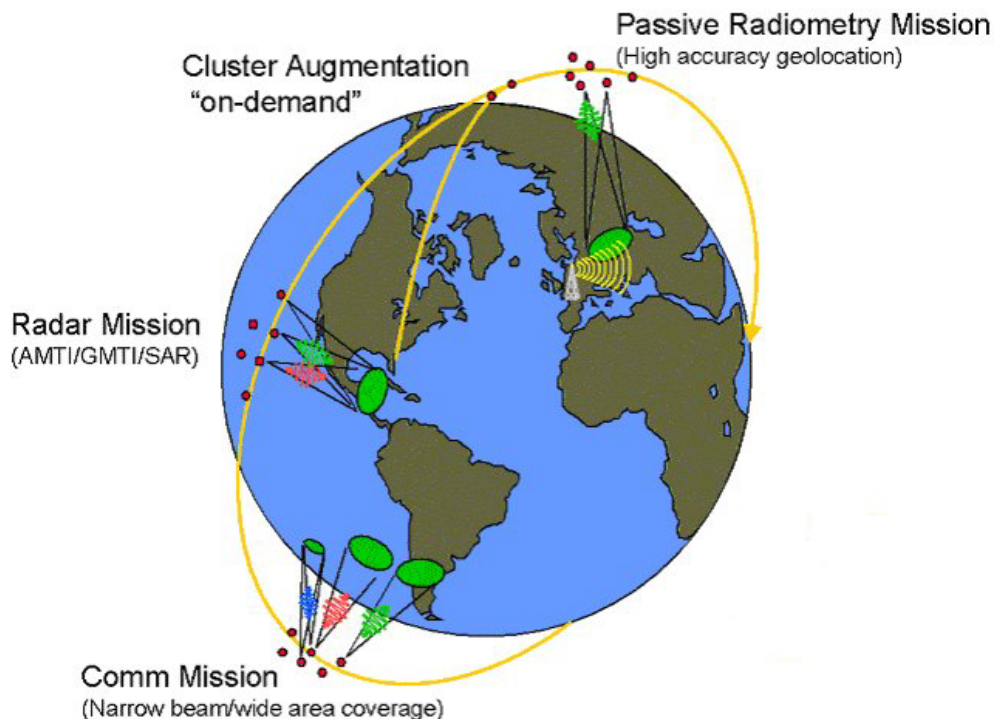 Passive Radiometry Mission
(High accuracy geolocation)
Cluster Augmentation
“on-demand”
Radar Mission
(AMTI/GMTI/SAR)
Comm Mission
(Narrow beam/wide area coverage)